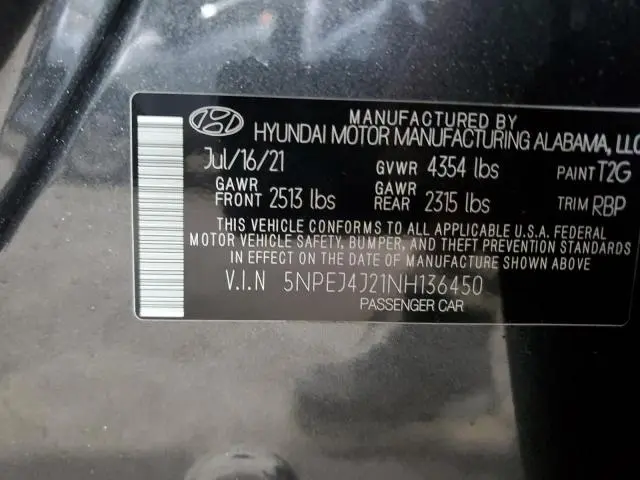 MANUFACTURED BY
HYUNDAI MOTOR MANUFACTURING ALABAMA, LLC
Jul/16/21 GVWR 4354 lbs PAINT T2G
GAWR FRONT 2513 lbs GAWR REAR 2315 lbs TRIM RBP
THIS VEHICLE CONFORMS TO ALL APPLICABLE U.S.A. FEDERAL
MOTOR VEHICLE SAFETY, BUMPER, AND THEFT PREVENTION STANDARDS
IN EFFECT ON THE DATE OF MANUFACTURE SHOWN ABOVE
V.I.N 5NPEJ4J21NH136450
PASSENGER CAR